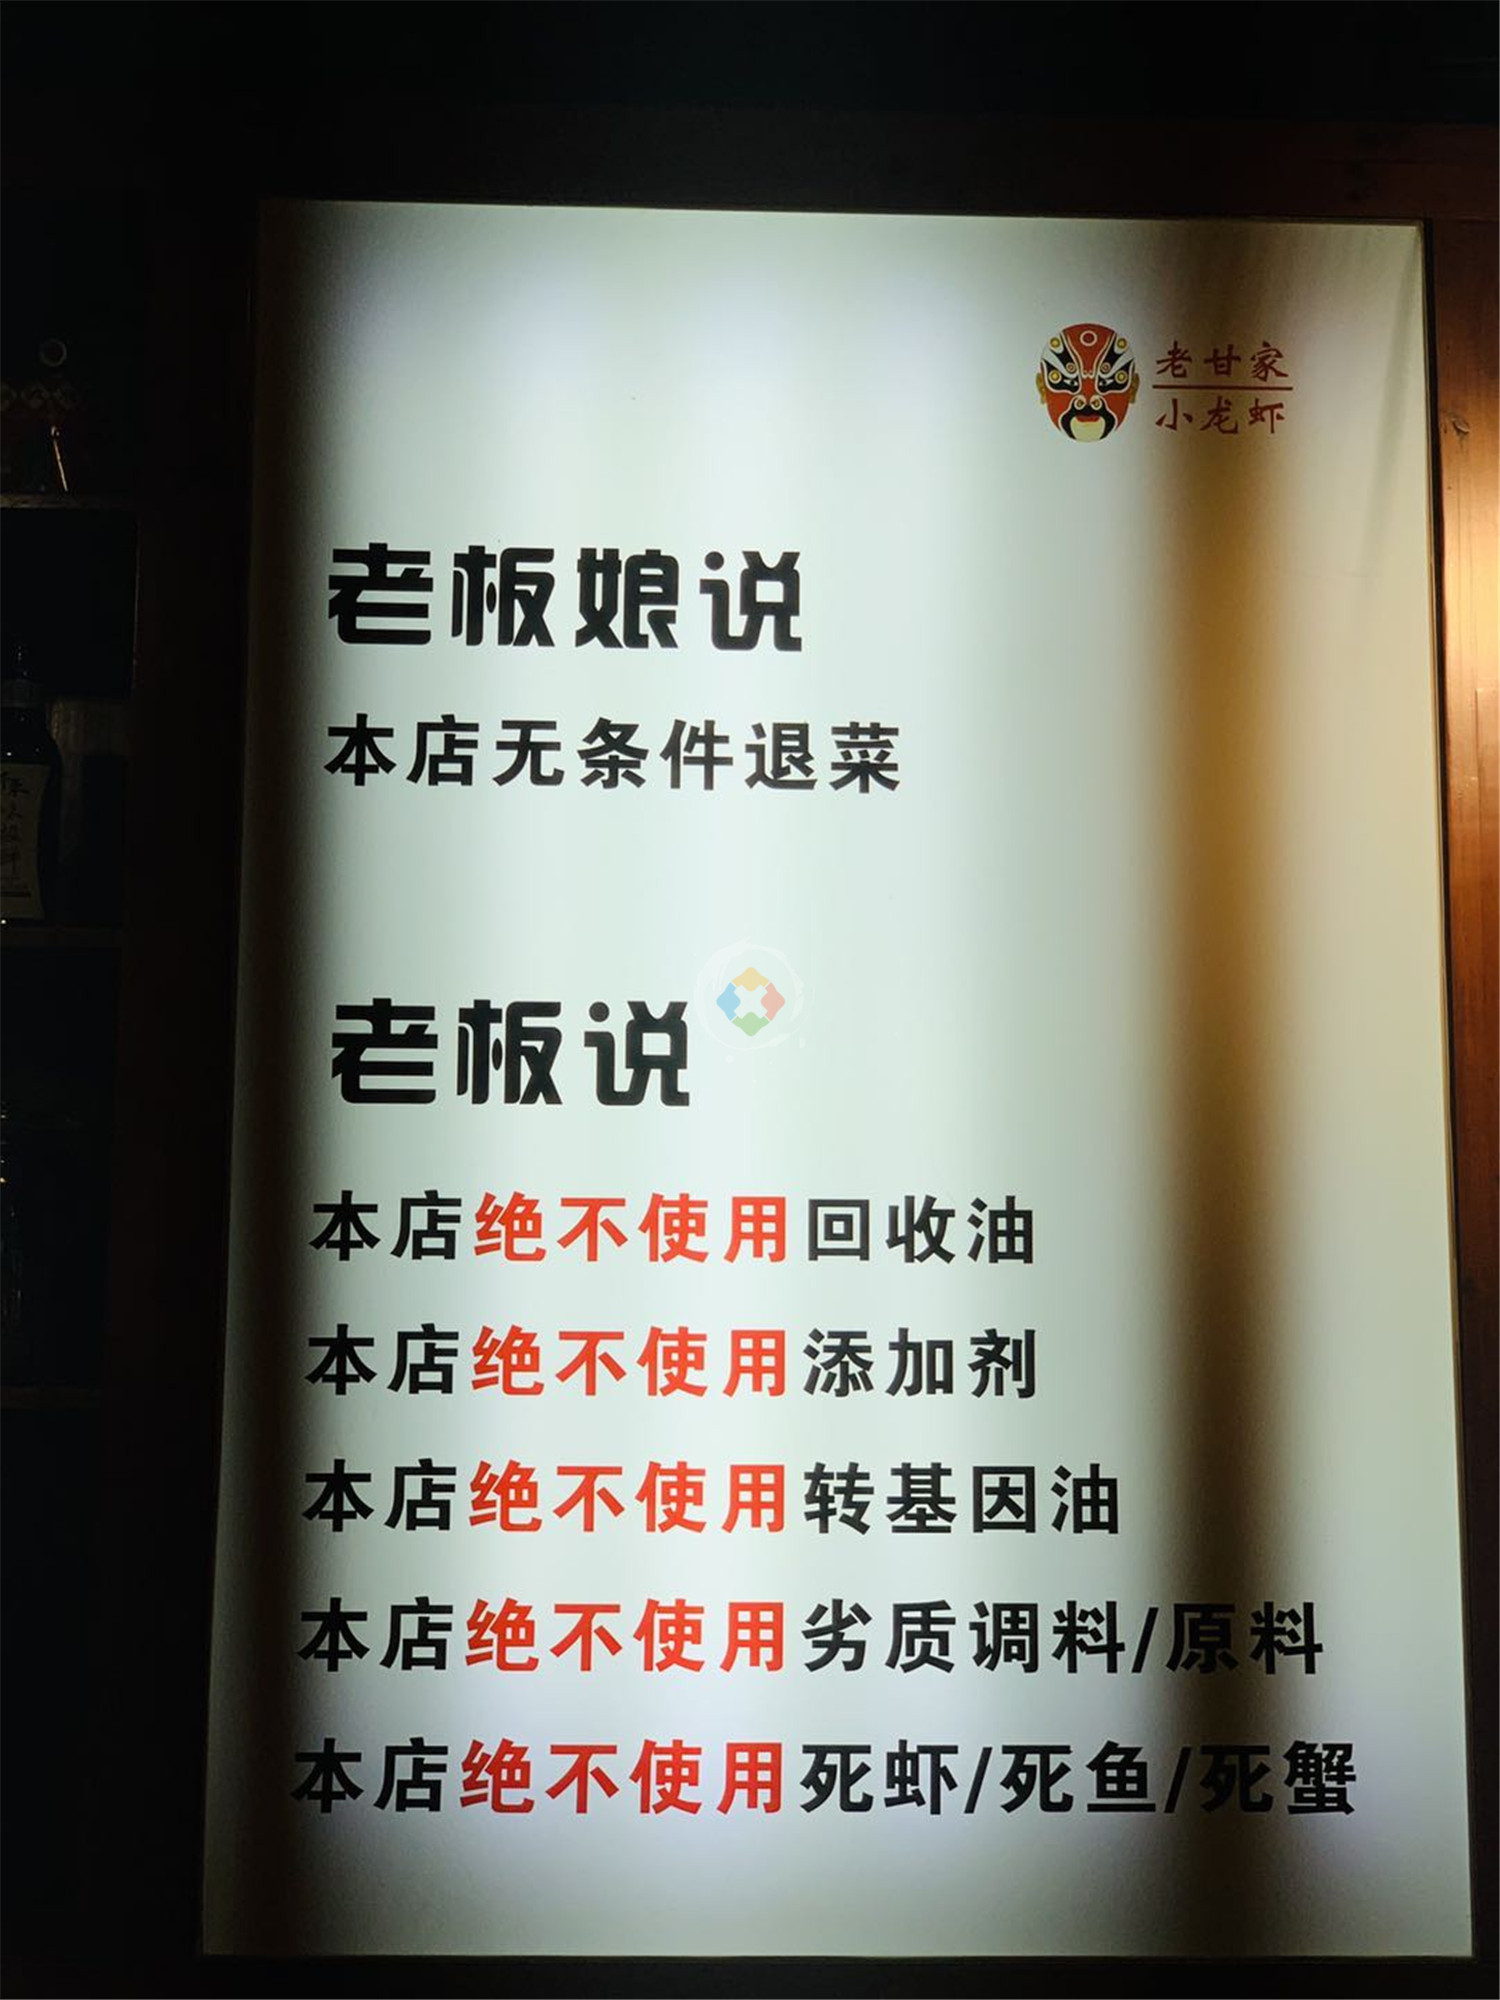 老甘家
小龙虾
老板娘说
本店无条件退菜
老板说
本店绝不使用回收油
本店绝不使用添加剂
本店绝不使用转基因油
本店绝不使用劣质调料/原料
本店绝不使用死虾/死鱼/死蟹